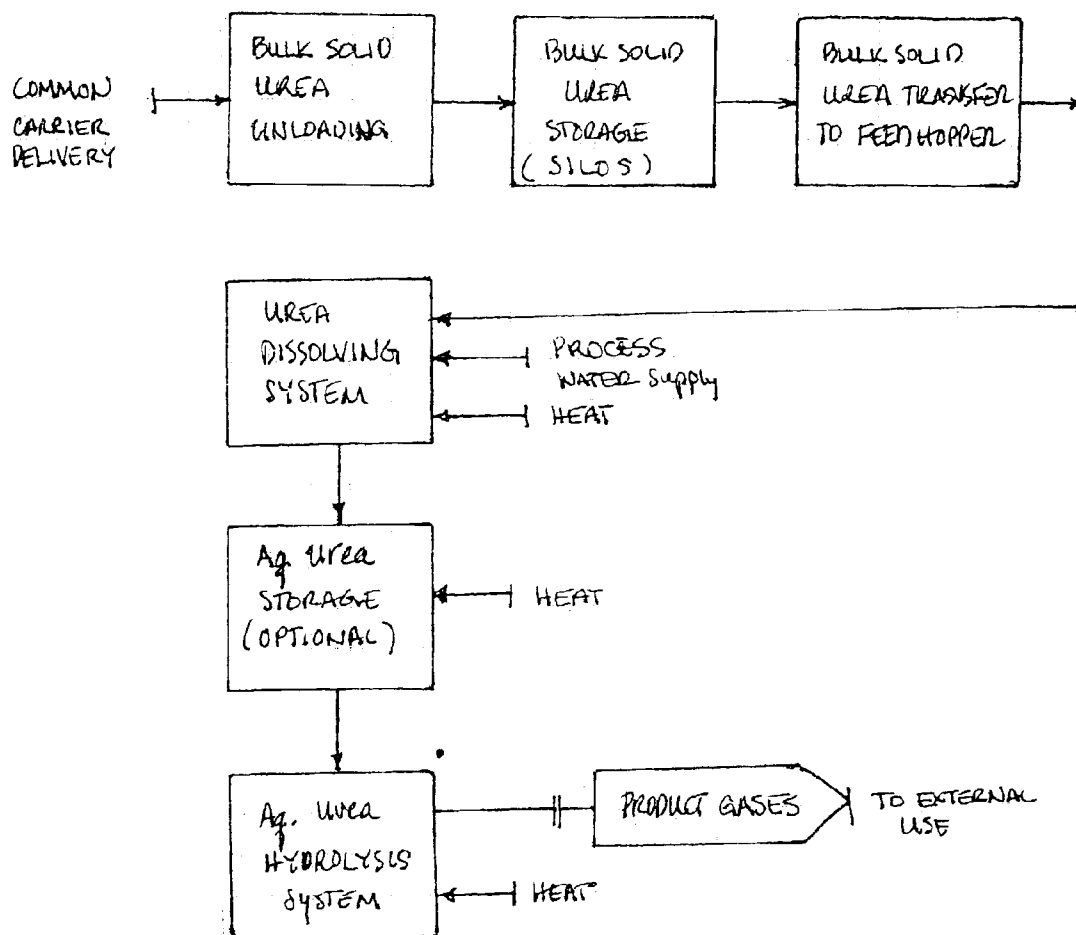 COMMON
CARRIER
DELIVERY
BULK SOLID
UREA
UNLOADING
BULK SOLID
UREA
STORAGE
(SILOS)
BULK SOLID
UREA TRANSFER
TO FEED HOPPER
UREA
DISSOLVING
SYSTEM
PROCESS
WATER Supply
HEAT
Aq. Urea
STORAGE
(OPTIONAL)
HEAT
Aq. Urea
HYDROLYSIS
SYSTEM
PRODUCT GASES
TO EXTERNAL
USE
HEAT